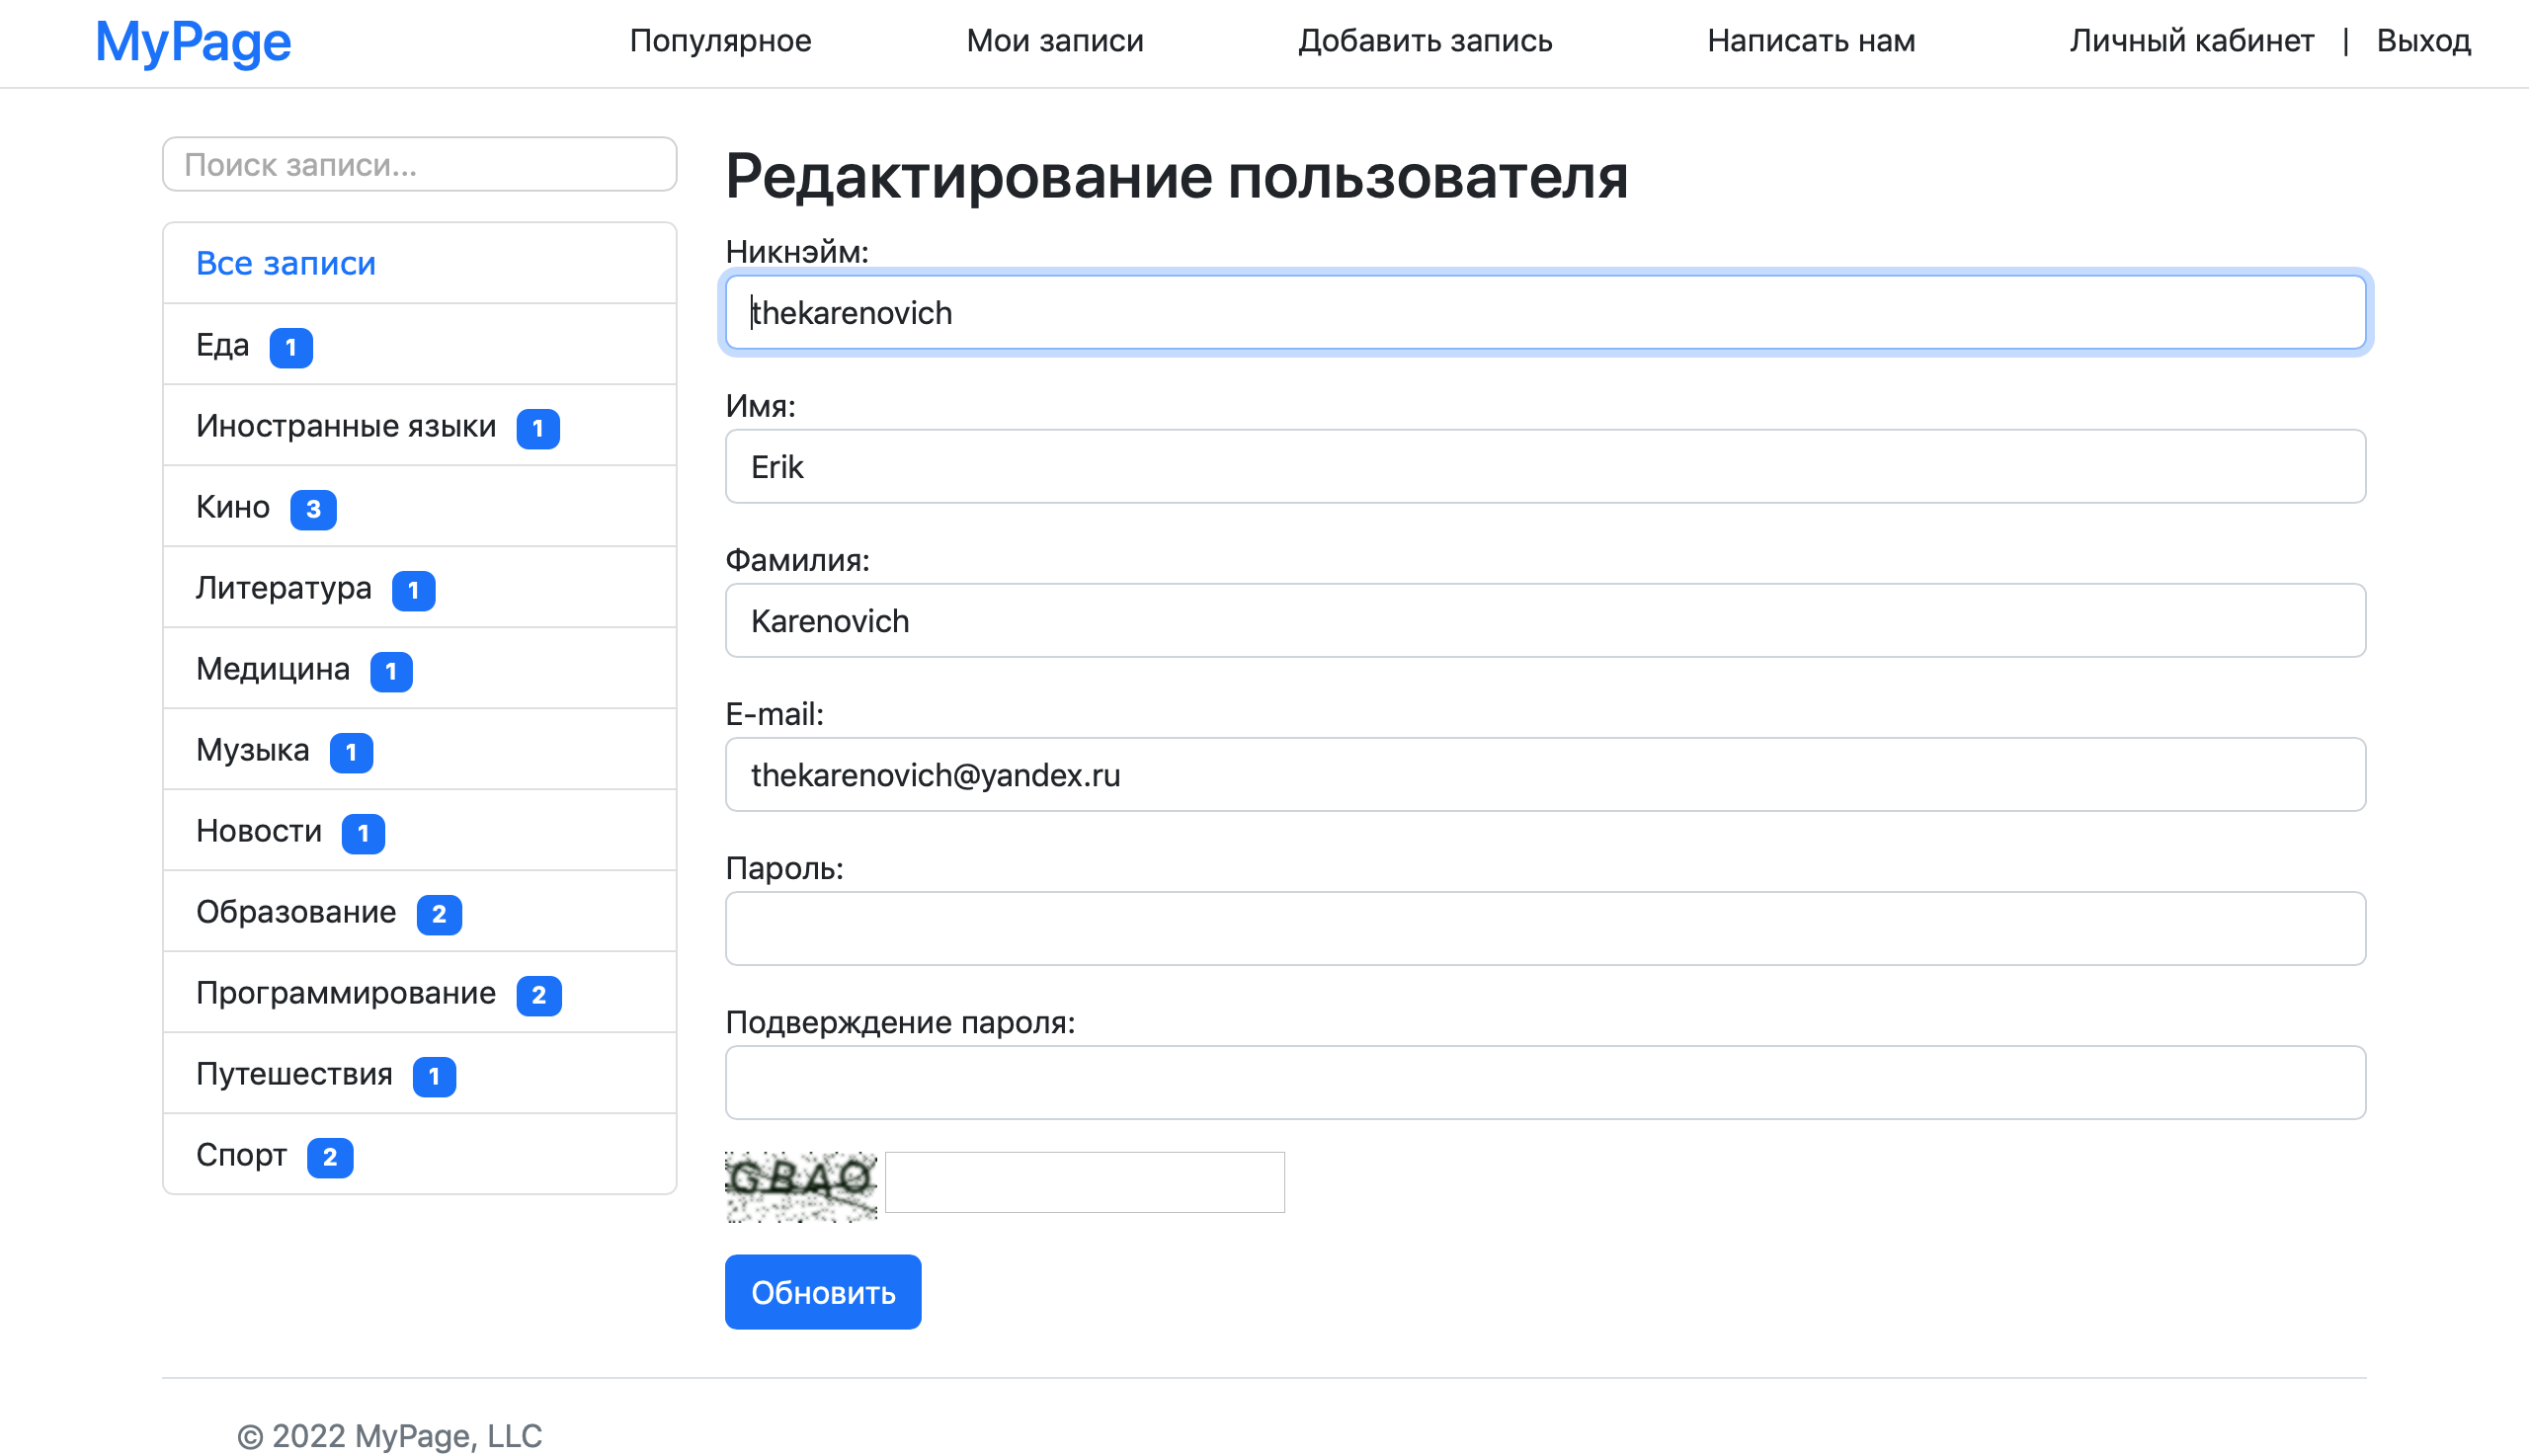 MyPage
Популярное
Мои записи
Добавить запись
Написать нам
Личный кабинет | Выход
Поиск записи...
Все записи
Еда 1
Иностранные языки 1
Кино 3
Литература 1
Медицина 1
Музыка 1
Новости 1
Образование 2
Программирование 2
Путешествия 1
Спорт 2
Редактирование пользователя
Никнэйм:
thekarenovich
Имя:
Erik
Фамилия:
Karenovich
E-mail:
thekarenovich@yandex.ru
Пароль:
Подтверждение пароля:
GBAO
Обновить
© 2022 MyPage, LLC